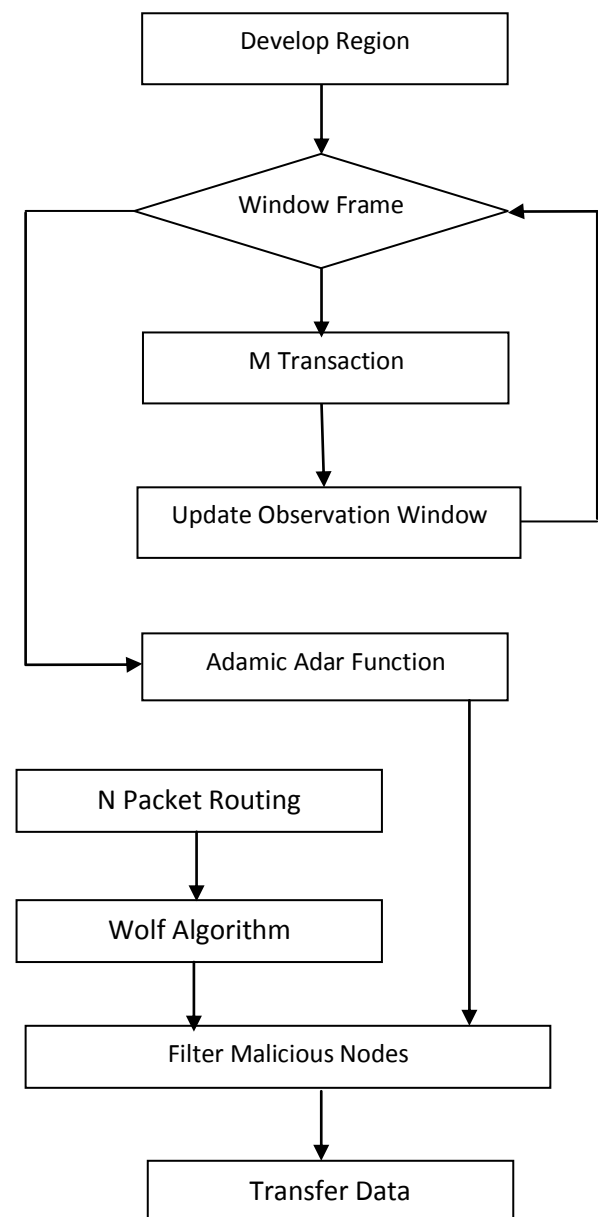 Develop Region
Window Frame
M Transaction
Update Observation Window
Adamic Adar Function
N Packet Routing
Wolf Algorithm
Filter Malicious Nodes
Transfer Data